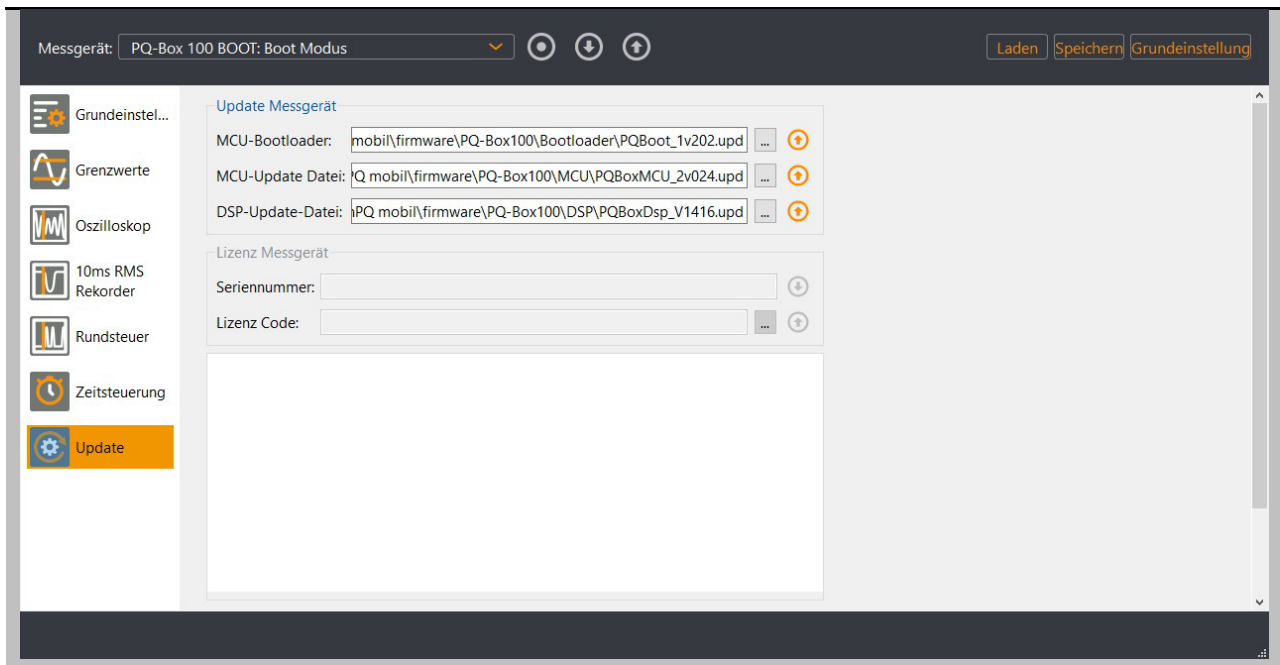 Messgerät: PQ-Box 100 BOOT: Boot Modus
Laden Speichern Grundeinstellung
Grundeinstel...
Grenzwerte
Oszilloskop
10ms RMS
Rekorder
Rundsteuer
Zeitsteuerung
Update
Update Messgerät
MCU-Bootloader: mobil\firmware\PQ-Box100\Bootloader\PQBoot_1v202.upd ...
MCU-Update Datei: PQ mobil\firmware\PQ-Box100\MCU\PQBoxMCU_2v024.upd ...
DSP-Update-Datei: PQ mobil\firmware\PQ-Box100\DSP\PQBoxDsp_V1416.upd ...
Lizenz Messgerät
Seriennummer:
Lizenz Code: ...